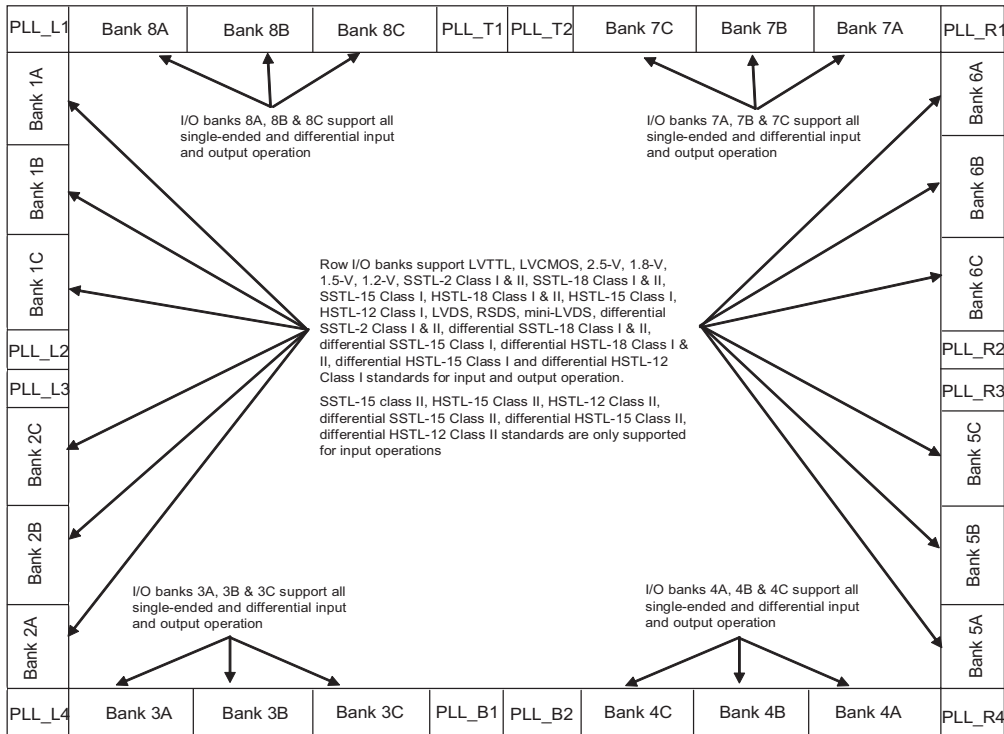 PLL_L1
Bank 8A
Bank 8B
Bank 8C
PLL_T1
PLL_T2
Bank 7C
Bank 7B
Bank 7A
PLL_R1
Bank 1A
Bank 1B
Bank 1C
PLL_L2
PLL_L3
Bank 2C
Bank 2B
Bank 2A
I/O banks 8A, 8B & 8C support all
single-ended and differential input
and output operation
I/O banks 7A, 7B & 7C support all
single-ended and differential input
and output operation
Row I/O banks support LVTTL, LVCMOS, 2.5-V, 1.8-V,
1.5-V, 1.2-V, SSTL-2 Class I & II, SSTL-18 Class I & II,
SSTL-15 Class I, HSTL-18 Class I & II, HSTL-15 Class I,
HSTL-12 Class I, LVDS, RSDS, mini-LVDS, differential
SSTL-2 Class I & II, differential SSTL-18 Class I & II,
differential SSTL-15 Class I, differential HSTL-18 Class I &
II, differential HSTL-15 Class I and differential HSTL-12
Class I standards for input and output operation.
SSTL-15 class II, HSTL-15 Class II, HSTL-12 Class II,
differential SSTL-15 Class II, differential HSTL-15 Class II,
differential HSTL-12 Class II standards are only supported
for input operations
I/O banks 3A, 3B & 3C support all
single-ended and differential input
and output operation
I/O banks 4A, 4B & 4C support all
single-ended and differential input
and output operation
Bank 6A
Bank 6B
Bank 6C
PLL_R2
PLL_R3
Bank 5C
Bank 5B
Bank 5A
PLL_L4
Bank 3A
Bank 3B
Bank 3C
PLL_B1
PLL_B2
Bank 4C
Bank 4B
Bank 4A
PLL_R4